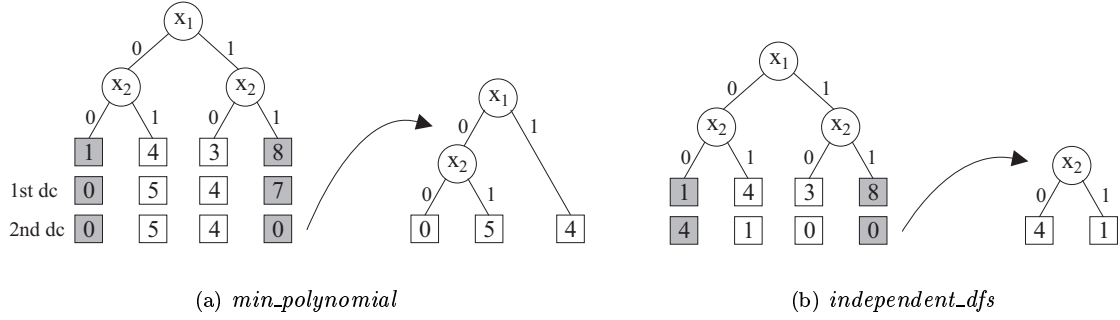 x1
0 1
x2 x2
0 1 0 1
1 4 3 8
1st dc 0 5 4 7
2nd dc 0 5 4 0
x1
0 1
x2
0 1
0 5 4
(a) min_polynomial
x1
0 1
x2 x2
0 1 0 1
1 4 3 8
4 1 0 0
x2
0 1
4 1
(b) independent_dfs